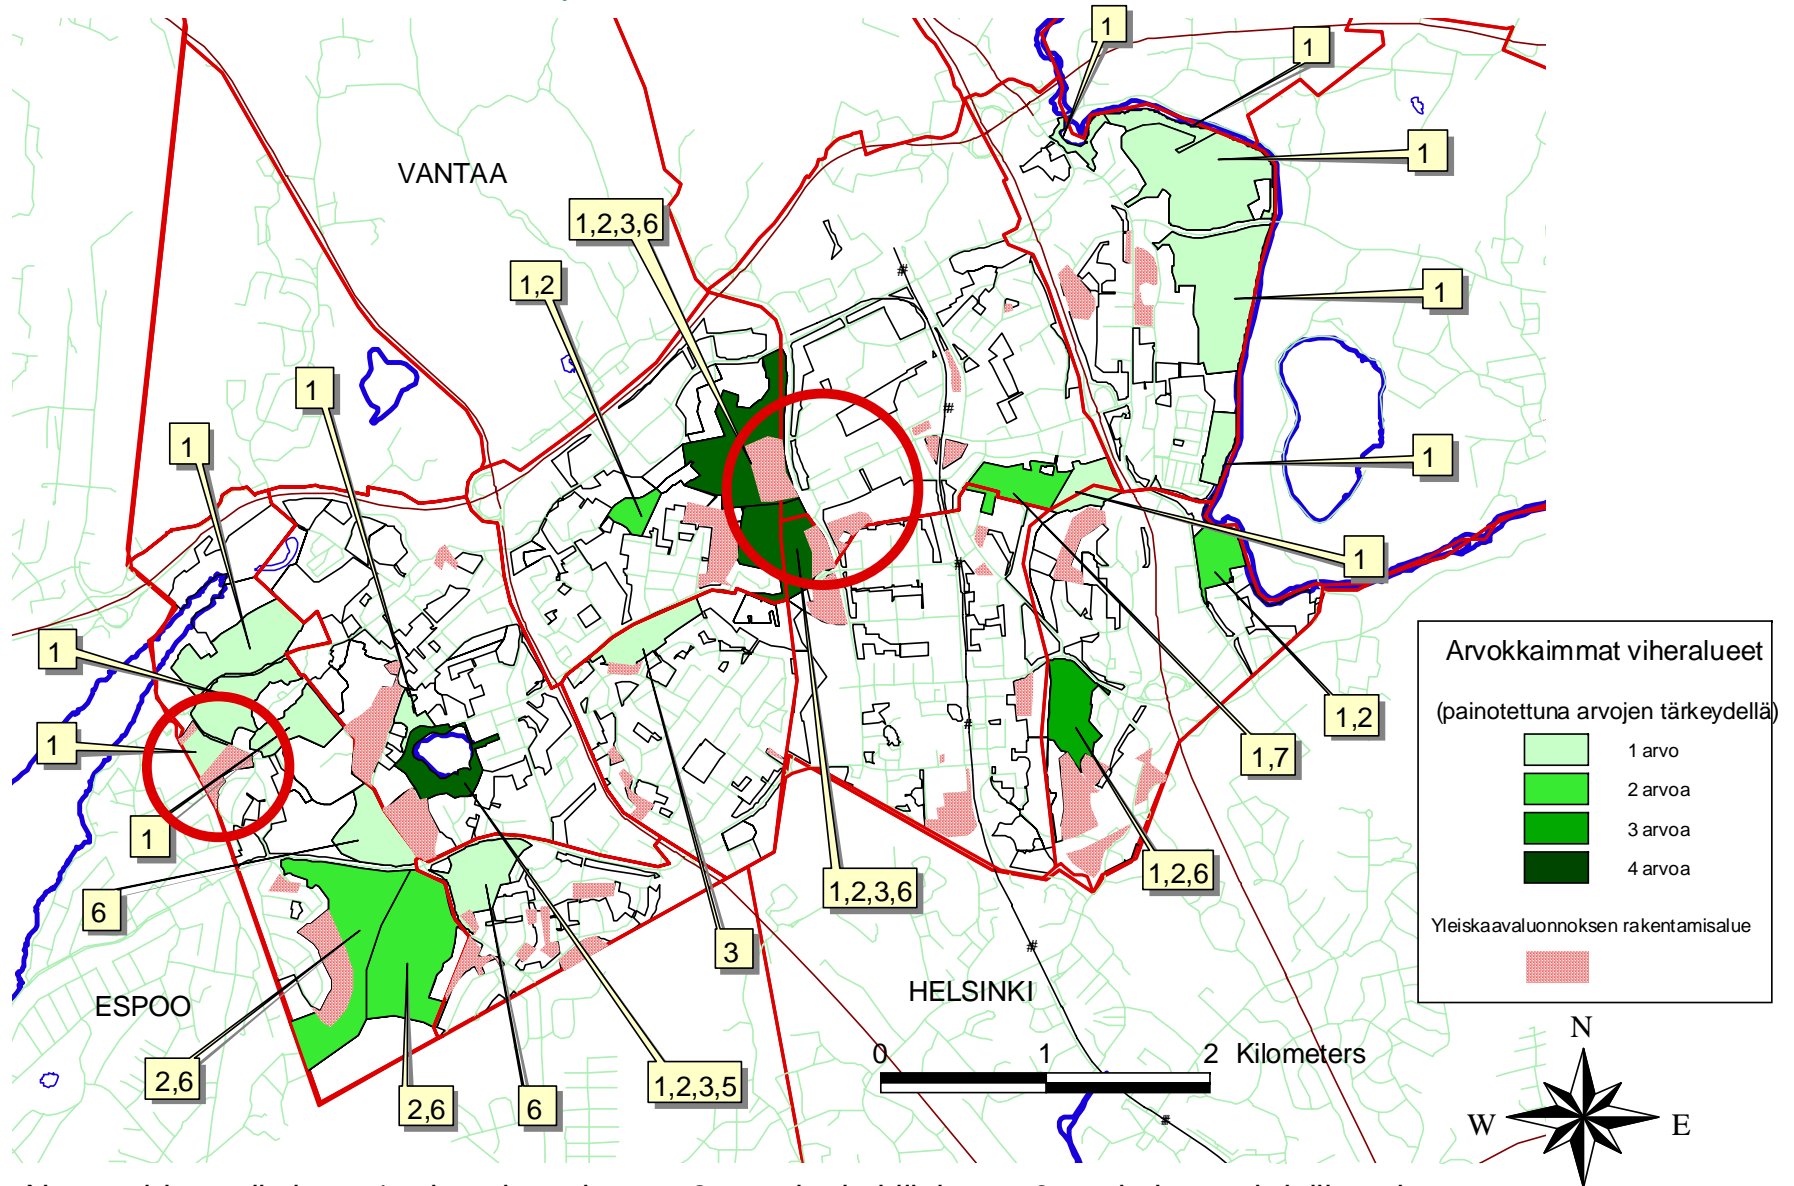 1
1
VANTAA
1
1,2,3,6
1,2
1
1
1
1
1
1
1
1,2
1
1,7
1
1,2,6
6
1,2,3,6
3
ESPOO
HELSINKI
2,6
2,6
6
1,2,3,5
0 1 2 Kilometers
Arvokkaimmat viheralueet
(painotettuna arvojen tärkeydellä)
1 arvo
2 arvoa
3 arvoa
4 arvoa
Yleiskaavaluonnoksen rakentamisalue
N
W E